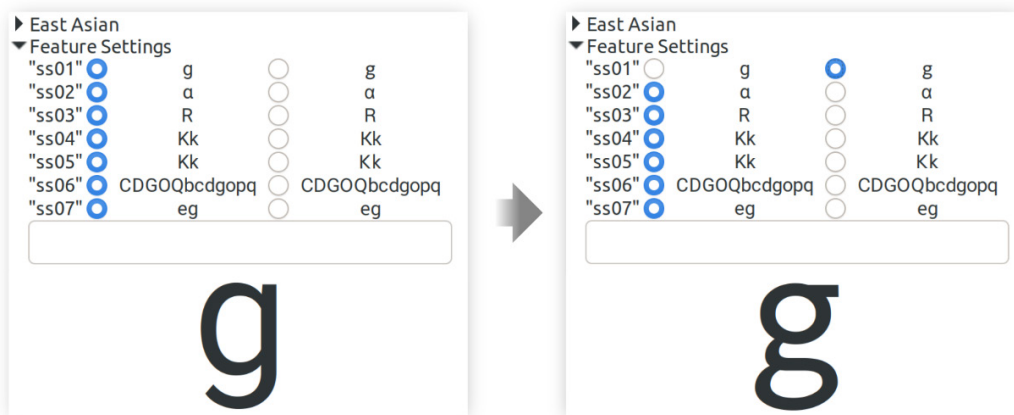 East Asian
Feature Settings
"ss01" g g
"ss02" ɑ ɑ
"ss03" R R
"ss04" Kk Kk
"ss05" Kk Kk
"ss06" CDGOQbcdgopq CDGOQbcdgopq
"ss07" eg eg
g
East Asian
Feature Settings
"ss01" g g
"ss02" ɑ ɑ
"ss03" R R
"ss04" Kk Kk
"ss05" Kk Kk
"ss06" CDGOQbcdgopq CDGOQbcdgopq
"ss07" eg eg
g